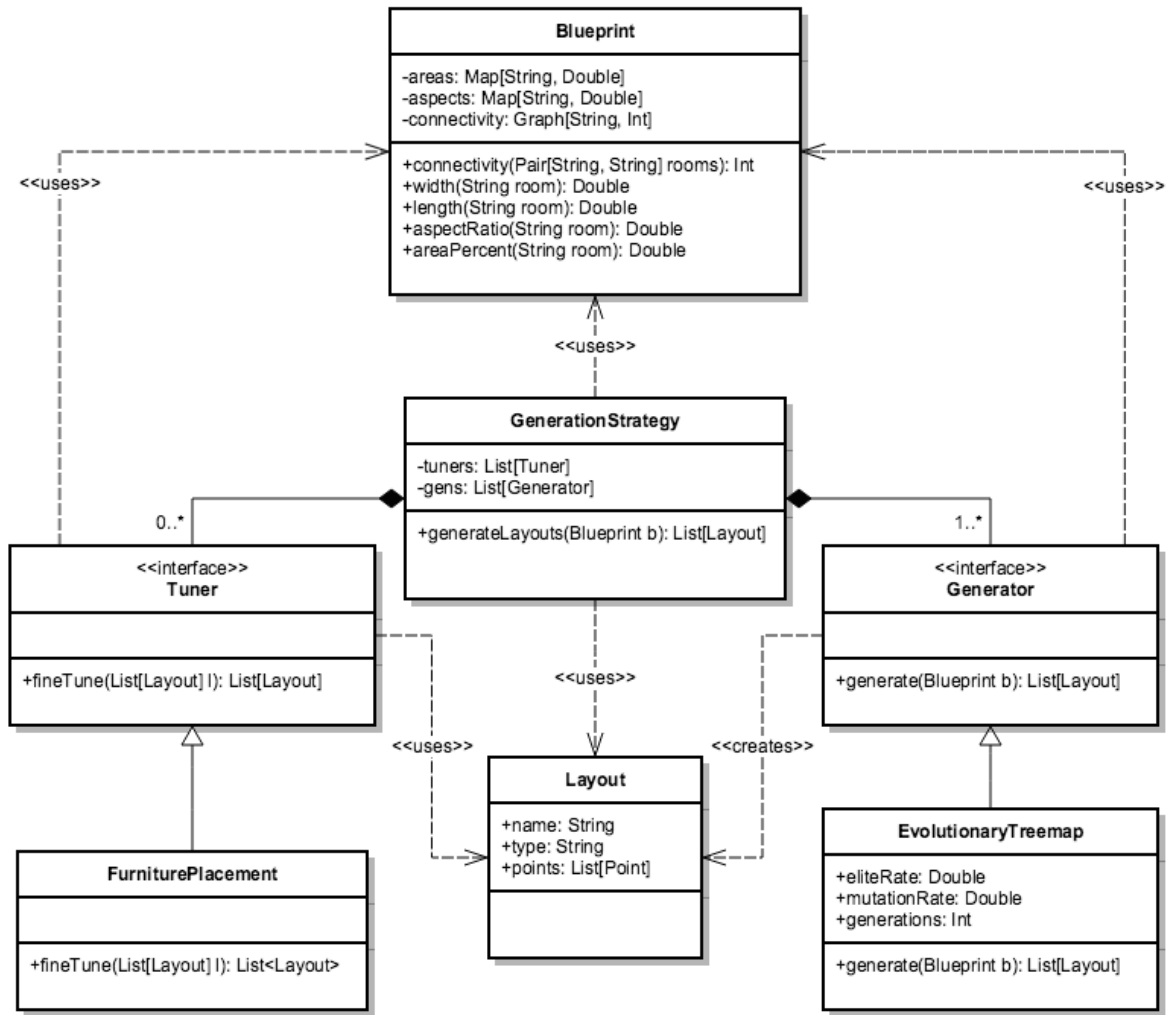 Blueprint
-areas: Map[String, Double]
-aspects: Map[String, Double]
-connectivity: Graph[String, Int]
+connectivity(Pair[String, String] rooms): Int
+width(String room): Double
+length(String room): Double
+aspectRatio(String room): Double
+areaPercent(String room): Double
<<uses>>
<<uses>>
<<uses>>
GenerationStrategy
-tuners: List[Tuner]
-gens: List[Generator]
+generateLayouts(Blueprint b): List[Layout]
0..*
1..*
<<interface>>
Tuner
+fineTune(List[Layout] l): List[Layout]
<<interface>>
Generator
+generate(Blueprint b): List[Layout]
<<uses>>
<<uses>>
<<creates>>
Layout
+name: String
+type: String
+points: List[Point]
FurniturePlacement
+fineTune(List[Layout] l): List<Layout>
EvolutionaryTreemap
+eliteRate: Double
+mutationRate: Double
+generations: Int
+generate(Blueprint b): List[Layout]